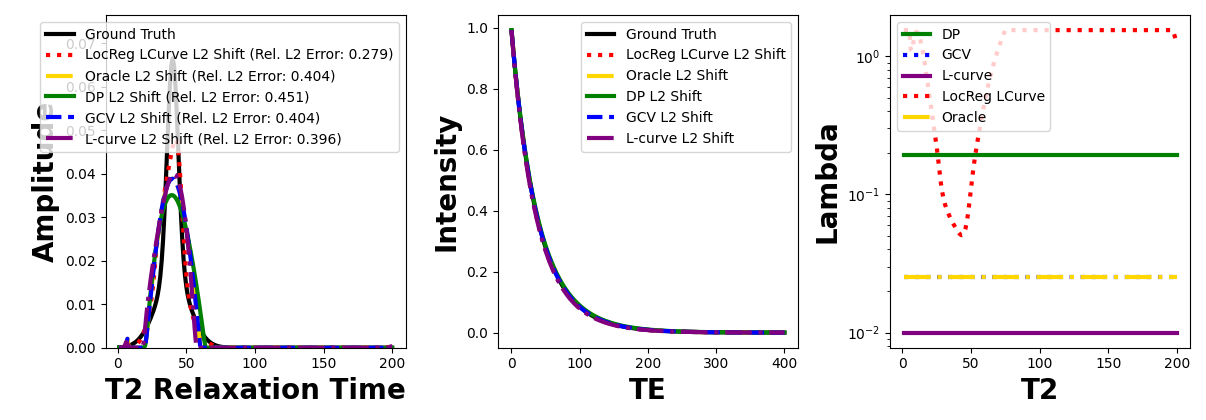 Ground Truth
LocReg LCurve L2 Shift (Rel. L2 Error: 0.279)
Oracle L2 Shift (Rel. L2 Error: 0.404)
DP L2 Shift (Rel. L2 Error: 0.451)
GCV L2 Shift (Rel. L2 Error: 0.404)
L-curve L2 Shift (Rel. L2 Error: 0.396)
0.07
0.06
0.05
0.04
0.03
0.02
0.01
0.00
0 50 100 150 200
Amplitude
T2 Relaxation Time
Ground Truth
LocReg LCurve L2 Shift
Oracle L2 Shift
DP L2 Shift
GCV L2 Shift
L-curve L2 Shift
1.0
0.8
0.6
0.4
0.2
0.0
0 100 200 300 400
Intensity
TE
DP
GCV
L-curve
LocReg LCurve
Oracle
10⁰
10⁻¹
10⁻²
0 50 100 150 200
Lambda
T2